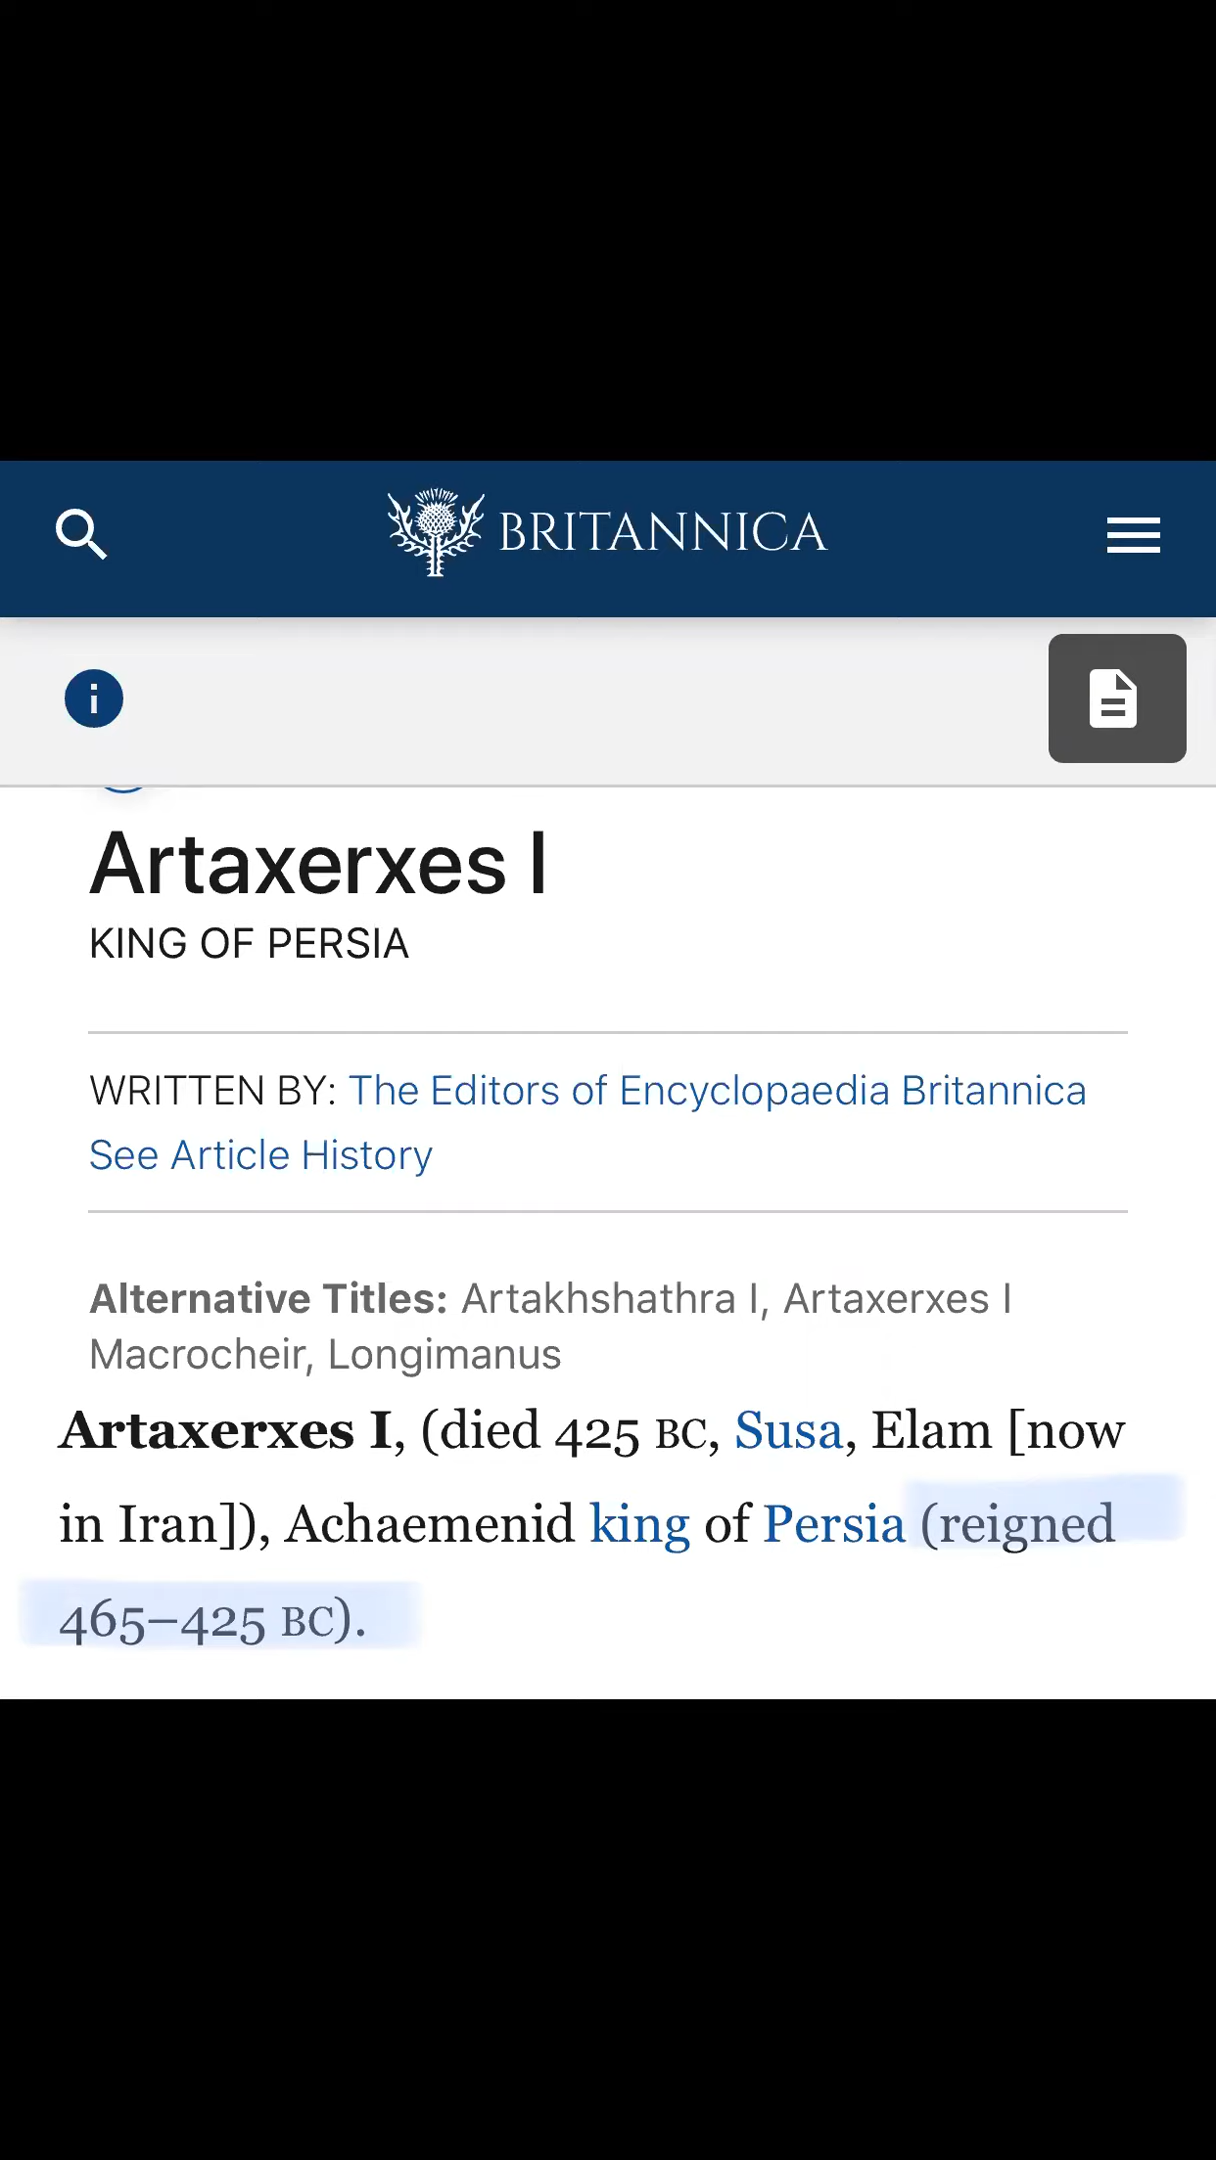 BRITANNICA
Artaxerxes I
KING OF PERSIA
WRITTEN BY: The Editors of Encyclopaedia Britannica
See Article History
Alternative Titles: Artakhshathra I, Artaxerxes I
Macrocheir, Longimanus
Artaxerxes I, (died 425 BC, Susa, Elam [now
in Iran]), Achaemenid king of Persia (reigned
465–425 BC).